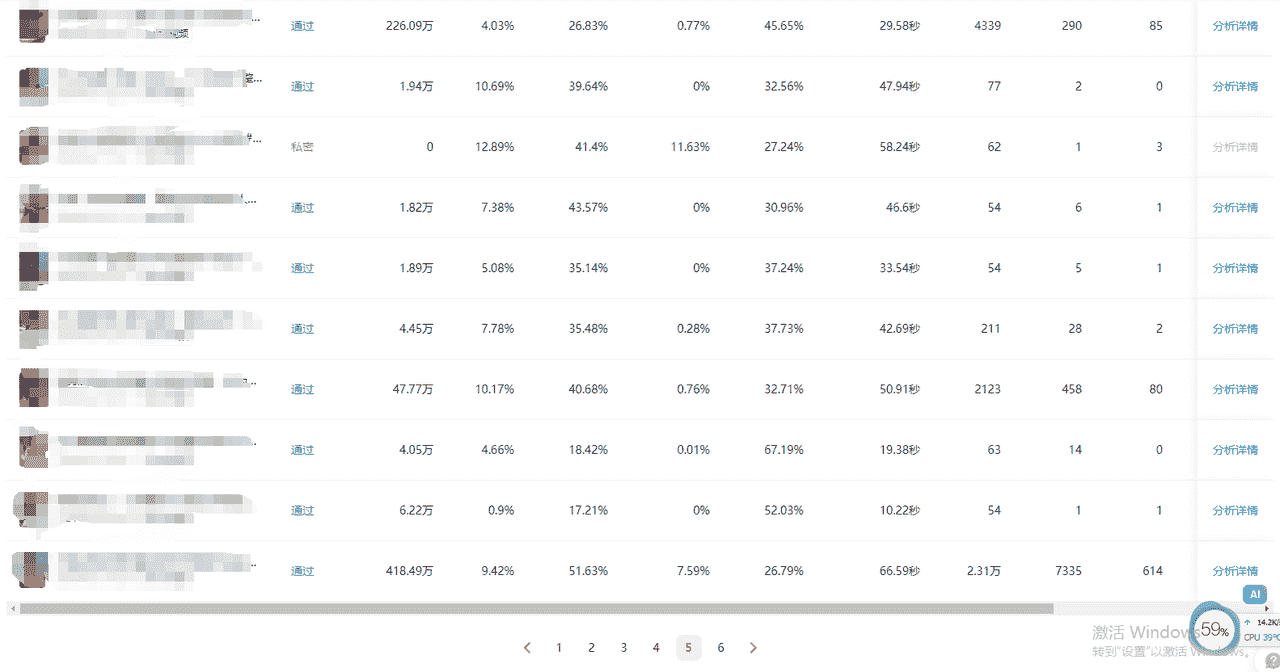 通过 226.09万 4.03% 26.83% 0.77% 45.65% 29.58秒 4339 290 85 分析详情
通过 1.94万 10.69% 39.64% 0% 32.56% 47.94秒 77 2 0 分析详情
私密 0 12.89% 41.4% 11.63% 27.24% 58.24秒 62 1 3 分析详情
通过 1.82万 7.38% 43.57% 0% 30.96% 46.6秒 54 6 1 分析详情
通过 1.89万 5.08% 35.14% 0% 37.24% 33.54秒 54 5 1 分析详情
通过 4.45万 7.78% 35.48% 0.28% 37.73% 42.69秒 211 28 2 分析详情
通过 47.77万 10.17% 40.68% 0.76% 32.71% 50.91秒 2123 458 80 分析详情
通过 4.05万 4.66% 18.42% 0.01% 67.19% 19.38秒 63 14 0 分析详情
通过 6.22万 0.9% 17.21% 0% 52.03% 10.22秒 54 1 1 分析详情
通过 418.49万 9.42% 51.63% 7.59% 26.79% 66.59秒 2.31万 7335 614 分析详情
AI
1 2 3 4 5 6
激活 Windows
转到"设置"以激活 Windows。
59%
↑ 14.2K/
CPU 39°C